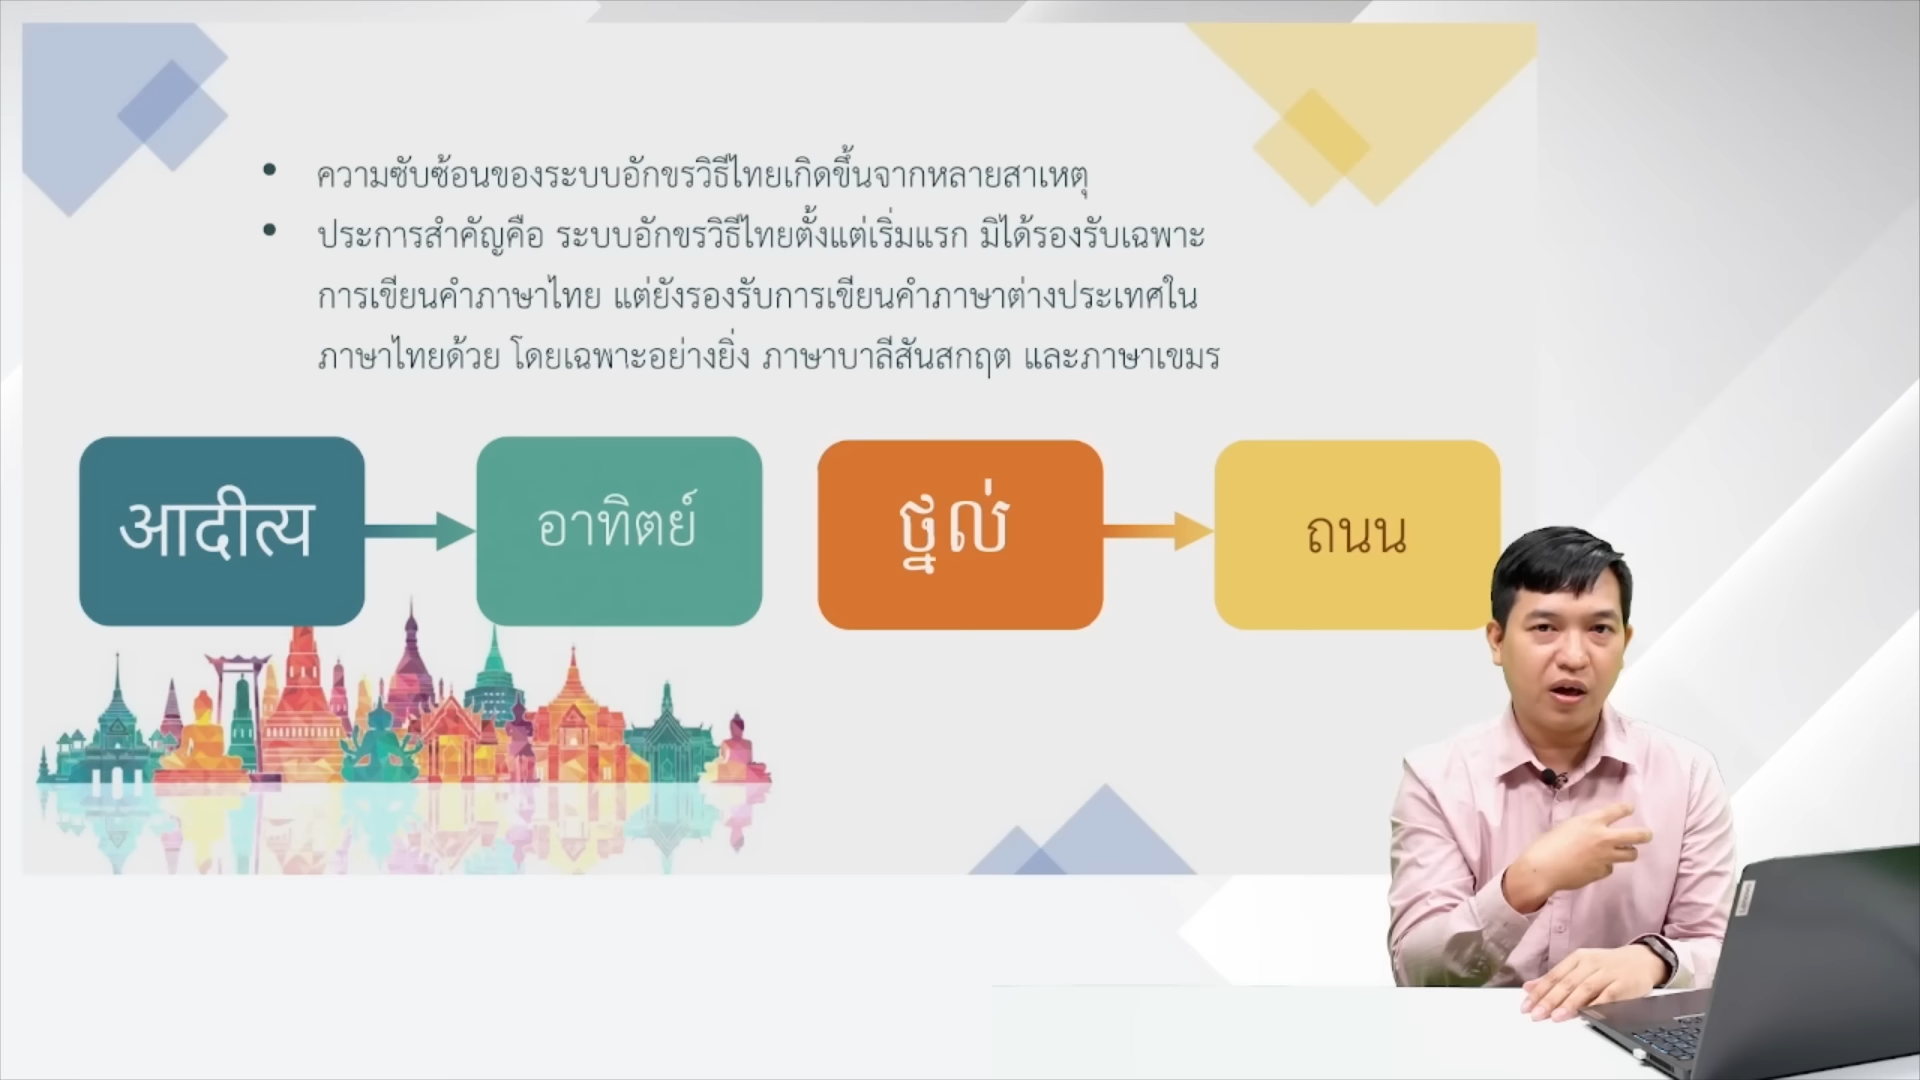 • ความซับซ้อนของระบบอักขรวิธีไทยเกิดขึ้นจากหลายสาเหตุ
• ประการสำคัญคือ ระบบอักขรวิธีไทยตั้งแต่เริ่มแรก มิได้รองรับเฉพาะ
การเขียนคำภาษาไทย แต่ยังรองรับการเขียนคำภาษาต่างประเทศใน
ภาษาไทยด้วย โดยเฉพาะอย่างยิ่ง ภาษาบาลีสันสกฤต และภาษาเขมร
आदीत्य
อาทิตย์
ថ្នល់
ถนน